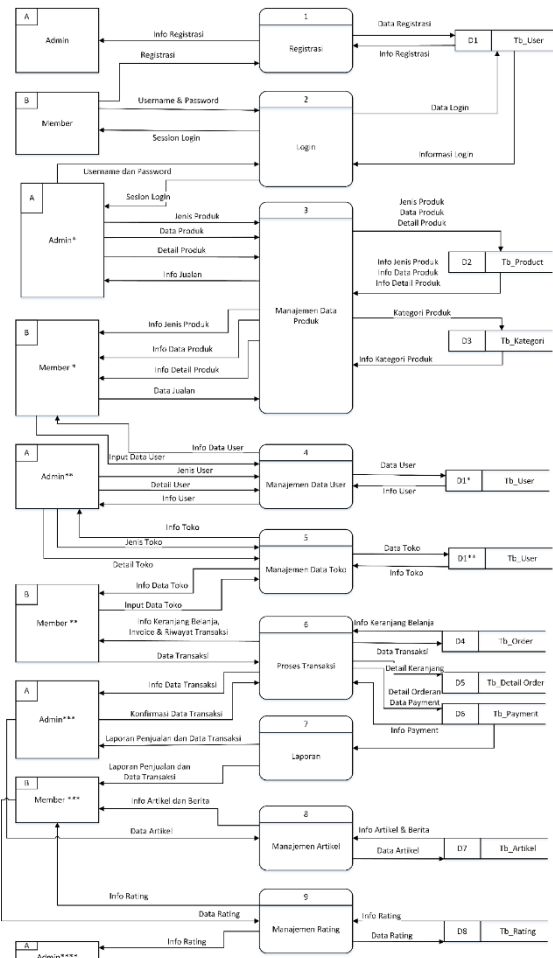 A
Admin
Info Registrasi
Registrasi
1
Registrasi
Data Registrasi
Info Registrasi
D1
Tb_User
B
Member
Username & Password
Session Login
2
Login
Data Login
Informasi Login
Username dan Password
Sesion Login
A
Admin*
Jenis Produk
Data Produk
Detail Produk
Info Jualan
3
Manajemen Data
Produk
Jenis Produk
Data Produk
Detail Produk
Info Jenis Produk
Info Data Produk
Info Detail Produk
D2
Tb_Product
Kategori Produk
D3
Tb_Kategori
Info Kategori Produk
B
Member *
Info Jenis Produk
Info Data Produk
Info Detail Produk
Data Jualan
Info Data User
Input Data User
A
Admin**
Jenis User
Detail User
Info User
4
Manajemen Data User
Data User
Info User
D1*
Tb_User
Info Toko
Jenis Toko
Detail Toko
5
Manajemen Data Toko
Data Toko
Info Toko
D1**
Tb_User
Info Data Toko
Input Data Toko
B
Member **
Info Keranjang Belanja,
Invoice & Riwayat Transaksi
Data Transaksi
6
Proses Transaksi
Info Keranjang Belanja
Data Transaksi
D4
Tb_Order
Detail Keranjang
Detail Orderan
D5
Tb_Detail Order
Data Payment
D6
Tb_Payment
Info Payment
A
Admin***
Info Data Transaksi
Konfirmasi Data Transaksi
Laporan Penjualan dan Data Transaksi
7
Laporan
Laporan Penjualan dan
Data Transaksi
B
Member ***
Info Artikel dan Berita
Data Artikel
8
Manajemen Artikel
Info Artikel & Berita
Data Artikel
D7
Tb_Artikel
Info Rating
Data Rating
9
Manajemen Rating
Info Rating
Data Rating
D8
Tb_Rating
Info Rating
A
Admin****